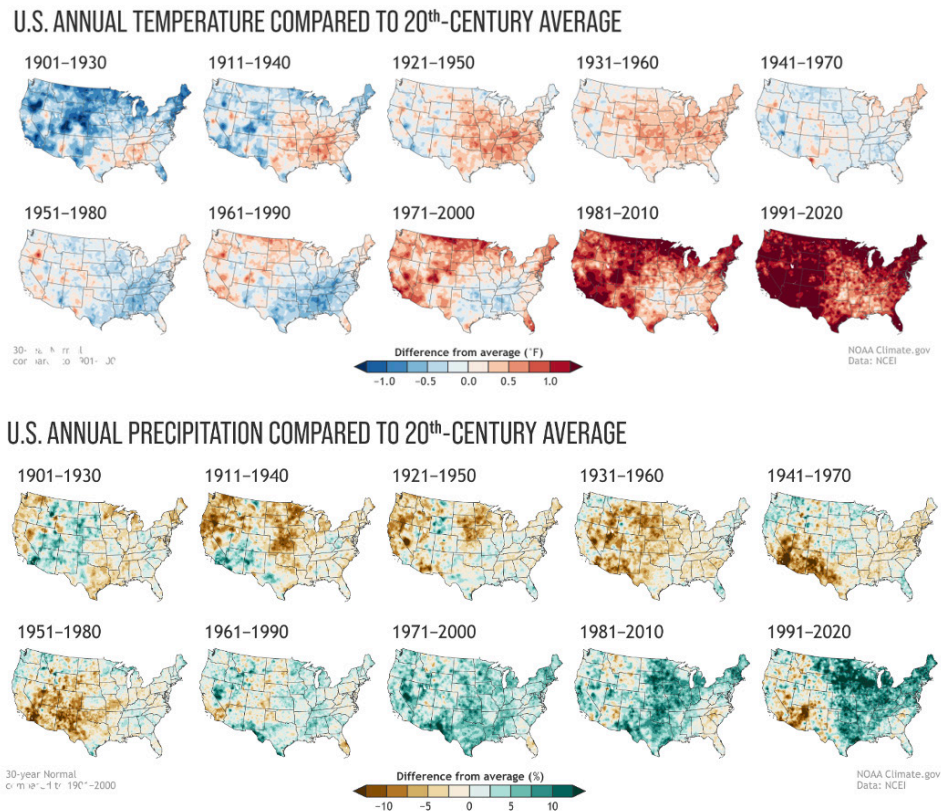 U.S. ANNUAL TEMPERATURE COMPARED TO 20th-CENTURY AVERAGE
1901–1930 1911–1940 1921–1950 1931–1960 1941–1970
1951–1980 1961–1990 1971–2000 1981–2010 1991–2020
30-
Difference from average (°F)
-1.0 -0.5 0.0 0.5 1.0
NOAA Climate.gov
Data: NCEI
U.S. ANNUAL PRECIPITATION COMPARED TO 20th-CENTURY AVERAGE
1901–1930 1911–1940 1921–1950 1931–1960 1941–1970
1951–1980 1961–1990 1971–2000 1981–2010 1991–2020
30-year Normal
Difference from average (%)
-10 -5 0 5 10
NOAA Climate.gov
Data: NCEI